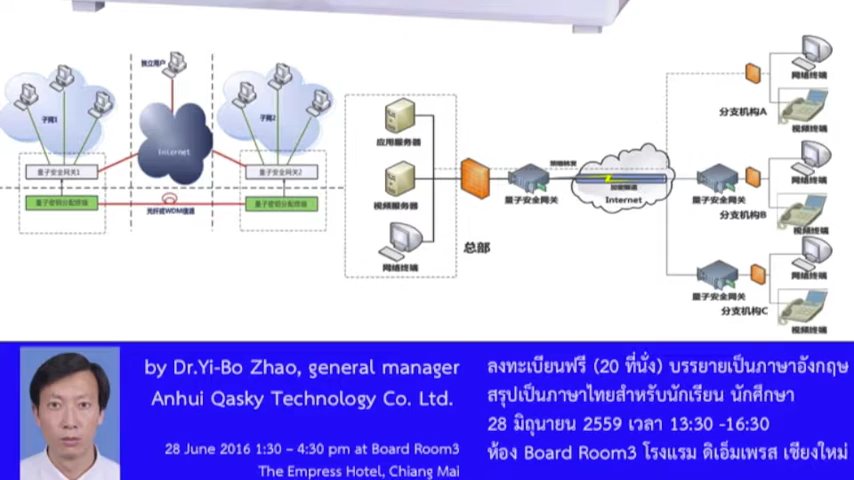 独立用户
子网1
Internet
子网2
量子安全网关1
量子安全网关2
量子密钥分配终端
量子密钥分配终端
光纤或WDM信道
应用服务器
视频服务器
网络终端
总部
量子安全网关
加密隧道
Internet
网络终端
分支机构A
视频终端
网络终端
量子安全网关
分支机构B
视频终端
网络终端
量子安全网关
分支机构C
视频终端
by Dr.Yi-Bo Zhao, general manager
Anhui Qasky Technology Co. Ltd.
28 June 2016 1:30 – 4:30 pm at Board Room3
The Empress Hotel, Chiang Mai
ลงทะเบียนฟรี (20 ที่นั่ง) บรรยายเป็นภาษาอังกฤษ
สรุปเป็นภาษาไทยสำหรับนักเรียน นักศึกษา
28 มิถุนายน 2559 เวลา 13:30 -16:30
ห้อง Board Room3 โรงแรม ดิเอ็มเพรส เชียงใหม่